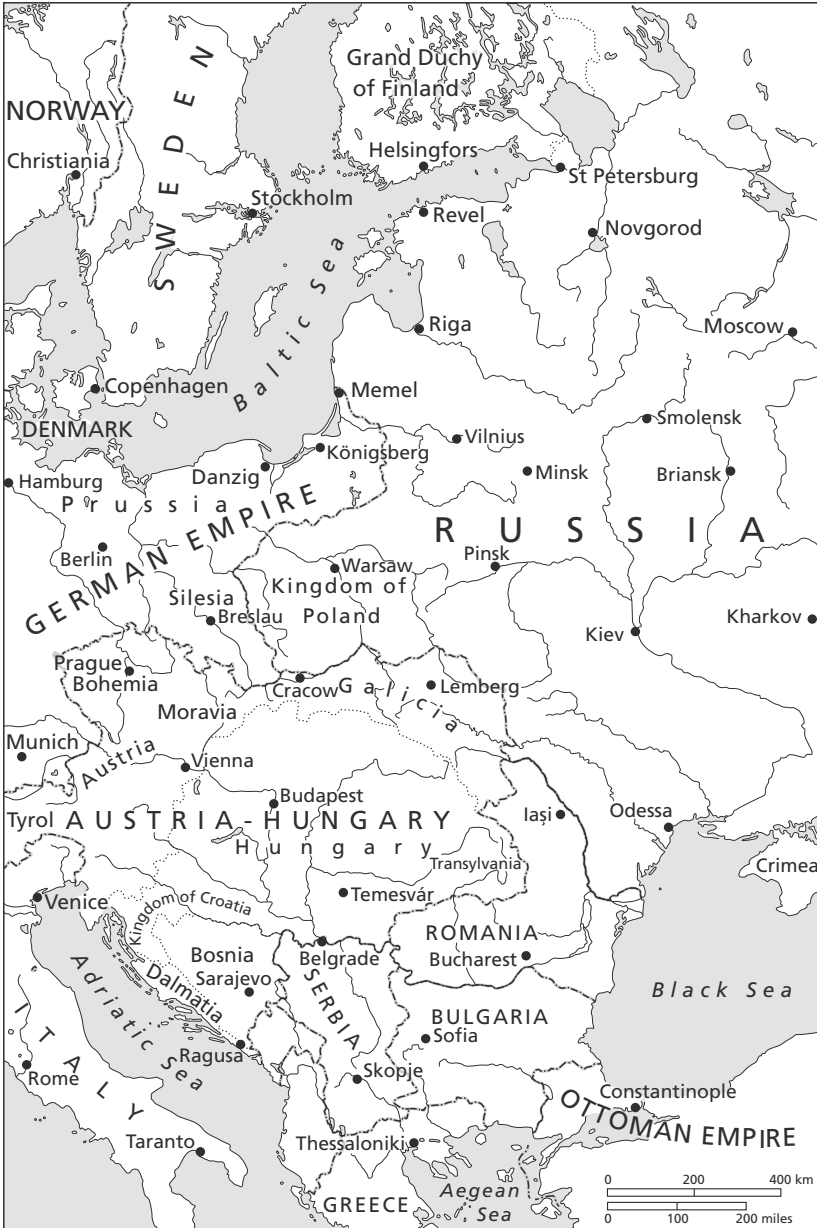 Grand Duchy
of Finland
NORWAY
SWEDEN
Christiania
Helsingfors
St Petersburg
Stockholm
Revel
Novgorod
Baltic Sea
Riga
Moscow
Copenhagen
Memel
DENMARK
Smolensk
Vilnius
Königsberg
Danzig
Minsk
Briansk
Hamburg
Prussia
GERMAN EMPIRE
RUSSIA
Berlin
Warsaw
Pinsk
Kingdom of
Poland
Silesia
Breslau
Kiev
Kharkov
Prague
Bohemia
Cracow
Galicia
Lemberg
Moravia
Munich
Austria
Vienna
Budapest
Iași
Odessa
Tyrol
AUSTRIA-HUNGARY
Hungary
Transylvania
Crimea
Venice
Kingdom of Croatia
Temesvár
ROMANIA
Bosnia
Belgrade
Bucharest
Sarajevo
Dalmatia
Adriatic Sea
SERBIA
Black Sea
BULGARIA
Sofia
ITALY
Ragusa
Rome
Skopje
Constantinople
OTTOMAN EMPIRE
Taranto
Thessaloniki
GREECE
Aegean
Sea
0 200 400 km
0 100 200 miles